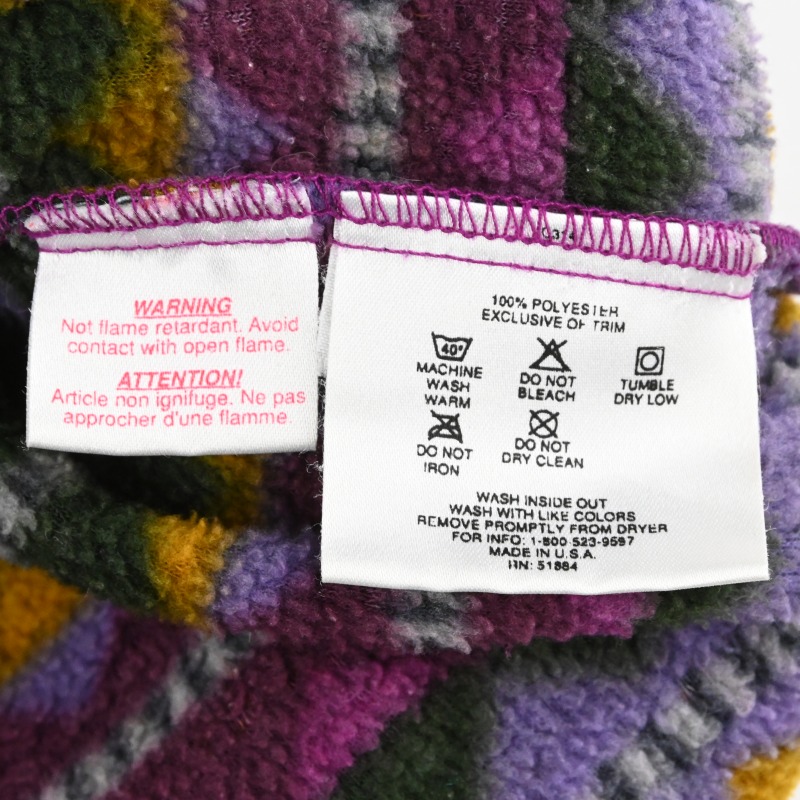 WARNING
Not flame retardant. Avoid
contact with open flame.
ATTENTION!
Article non ignifuge. Ne pas
approcher d'une flamme.
100% POLYESTER
EXCLUSIVE OF TRIM
40°
MACHINE
WASH
WARM
DO NOT
BLEACH
TUMBLE
DRY LOW
DO NOT
IRON
DO NOT
DRY CLEAN
WASH INSIDE OUT
WASH WITH LIKE COLORS
REMOVE PROMPTLY FROM DRYER
FOR INFO: 1-800 523-9597
MADE IN U.S.A.
RN: 51884